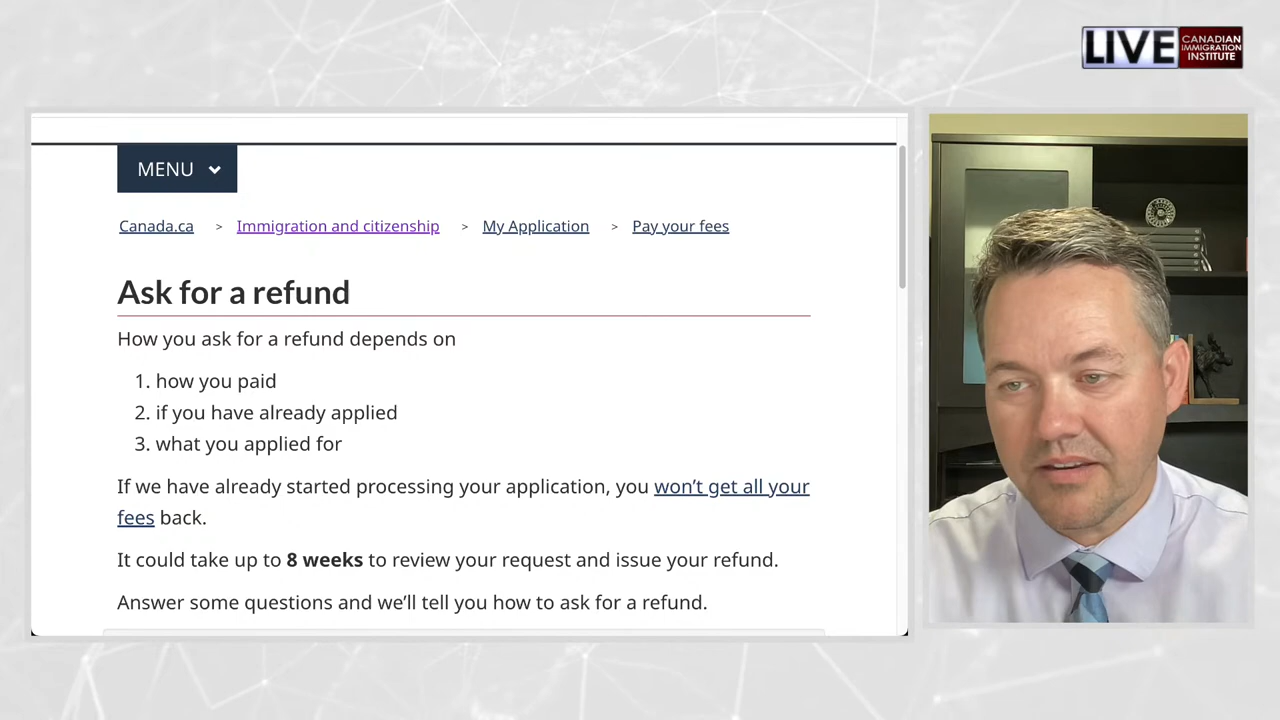 LIVE CANADIAN
IMMIGRATION
INSTITUTE
MENU
Canada.ca > Immigration and citizenship > My Application > Pay your fees
Ask for a refund
How you ask for a refund depends on
1. how you paid
2. if you have already applied
3. what you applied for
If we have already started processing your application, you won’t get all your
fees back.
It could take up to 8 weeks to review your request and issue your refund.
Answer some questions and we’ll tell you how to ask for a refund.